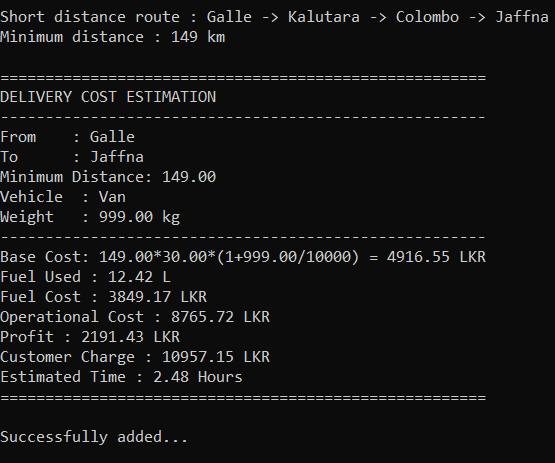 Short distance route : Galle -> Kalutara -> Colombo -> Jaffna
Minimum distance : 149 km
======================================================
DELIVERY COST ESTIMATION
------------------------------------------------------
From    : Galle
To      : Jaffna
Minimum Distance: 149.00
Vehicle  : Van
Weight   : 999.00 kg
------------------------------------------------------
Base Cost: 149.00*30.00*(1+999.00/10000) = 4916.55 LKR
Fuel Used : 12.42 L
Fuel Cost : 3849.17 LKR
Operational Cost : 8765.72 LKR
Profit : 2191.43 LKR
Customer Charge : 10957.15 LKR
Estimated Time : 2.48 Hours
======================================================
Successfully added...